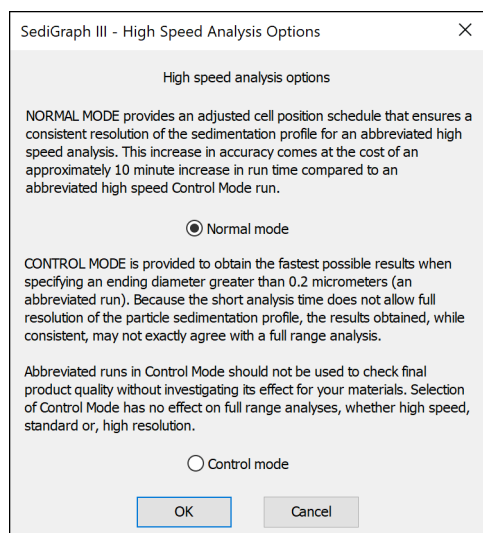 SediGraph III - High Speed Analysis Options
High speed analysis options
NORMAL MODE provides an adjusted cell position schedule that ensures a
consistent resolution of the sedimentation profile for an abbreviated high
speed analysis. This increase in accuracy comes at the cost of an
approximately 10 minute increase in run time compared to an
abbreviated high speed Control Mode run.
Normal mode
CONTROL MODE is provided to obtain the fastest possible results when
specifying an ending diameter greater than 0.2 micrometers (an
abbreviated run). Because the short analysis time does not allow full
resolution of the particle sedimentation profile, the results obtained, while
consistent, may not exactly agree with a full range analysis.
Abbreviated runs in Control Mode should not be used to check final
product quality without investigating its effect for your materials. Selection
of Control Mode has no effect on full range analyses, whether high speed,
standard or, high resolution.
Control mode
OK Cancel